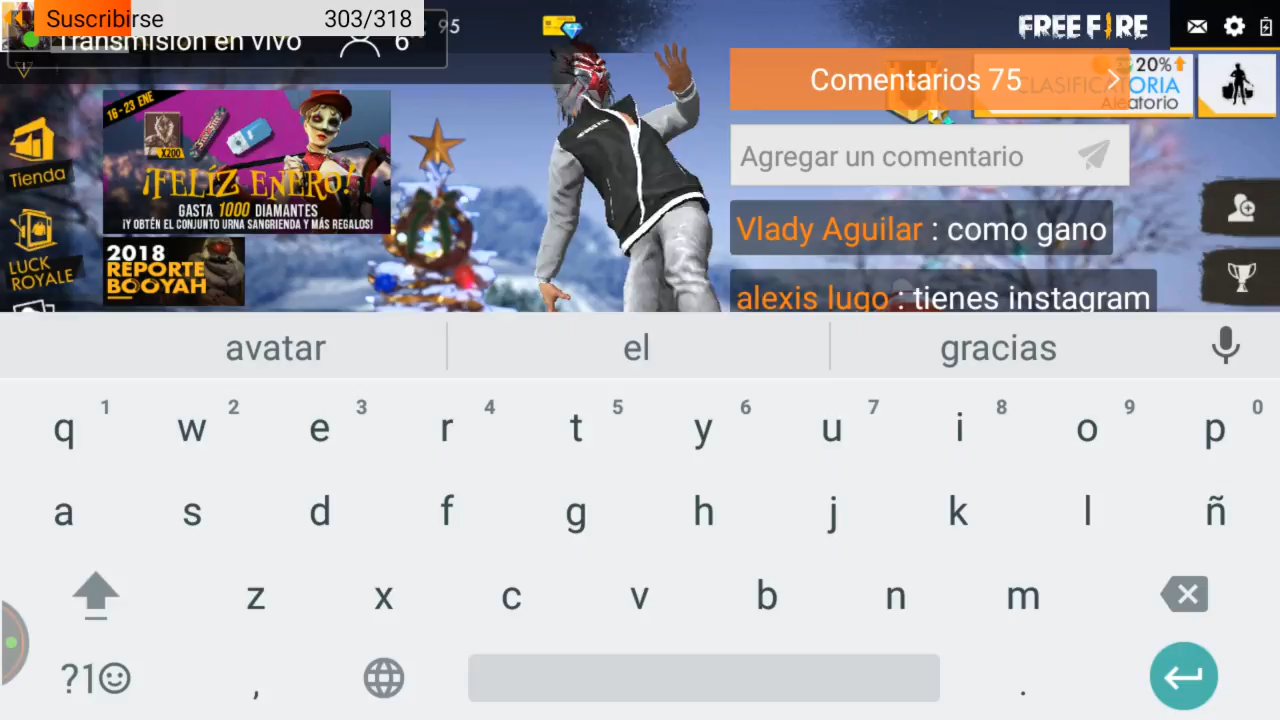 Suscribirse 303/318
Transmisión en vivo 6
95
FREE FIRE
Comentarios 75
20%
CLASIFICATORIA
Aleatorio
Agregar un comentario
16 - 23 ENE
X200
¡FELÍZ ENERO!
GASTA 1000 DIAMANTES
¡Y OBTÉN EL CONJUNTO URNA SANGRIENDA Y MÁS REGALOS!
Tienda
Vlady Aguilar : como gano
LUCK
ROYALE
2018
REPORTE
BOOYAH
alexis lugo : tienes instagram
avatar el gracias
1 2 3 4 5 6 7 8 9 0
q w e r t y u i o p
a s d f g h j k l ñ
z x c v b n m
?1 , .